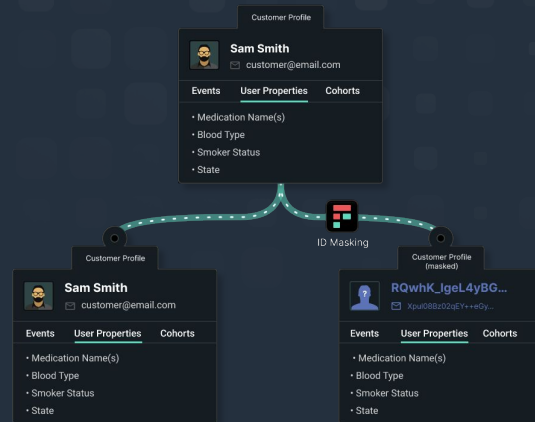 Customer Profile
Sam Smith
customer@email.com
Events User Properties Cohorts
• Medication Name(s)
• Blood Type
• Smoker Status
• State
ID Masking
Customer Profile
Sam Smith
customer@email.com
Events User Properties Cohorts
• Medication Name(s)
• Blood Type
• Smoker Status
• State
Customer Profile
(masked)
?
RQwhK_IgeL4yBG...
Events User Properties Cohorts
• Medication Name(s)
• Blood Type
• Smoker Status
• State